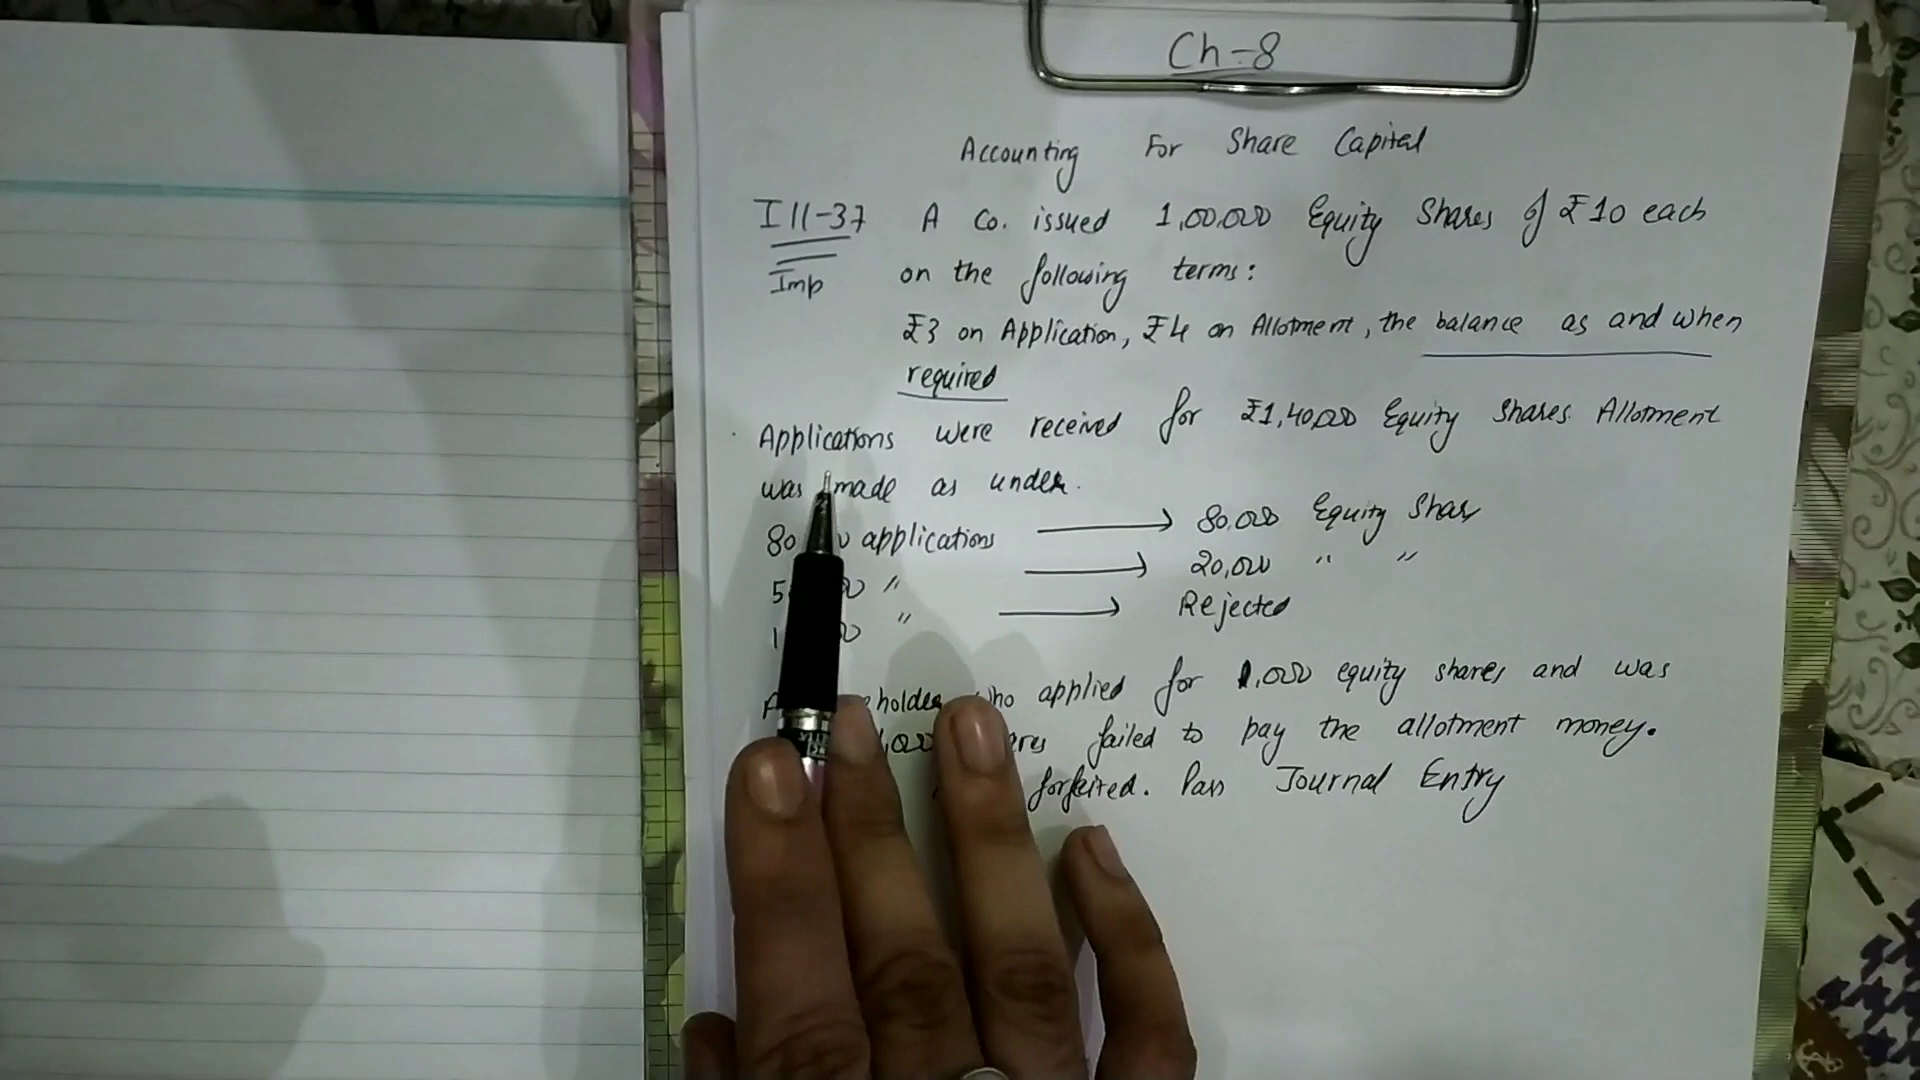 Ch-8
Accounting For Share Capital
Ill-37 A Co. issued 1,00,000 Equity Shares of ₹10 each
Imp on the following terms:
₹3 on Application, ₹4 on Allotment, the balance as and when
required
Applications were received for ₹1,40,000 Equity Shares. Allotment
was made as under.
applications → 80,000 Equity Shares
" → 20,000 " "
" → Rejected
applied for 1,000 equity shares and was
failed to pay the allotment money.
forfeited. Pass Journal Entry